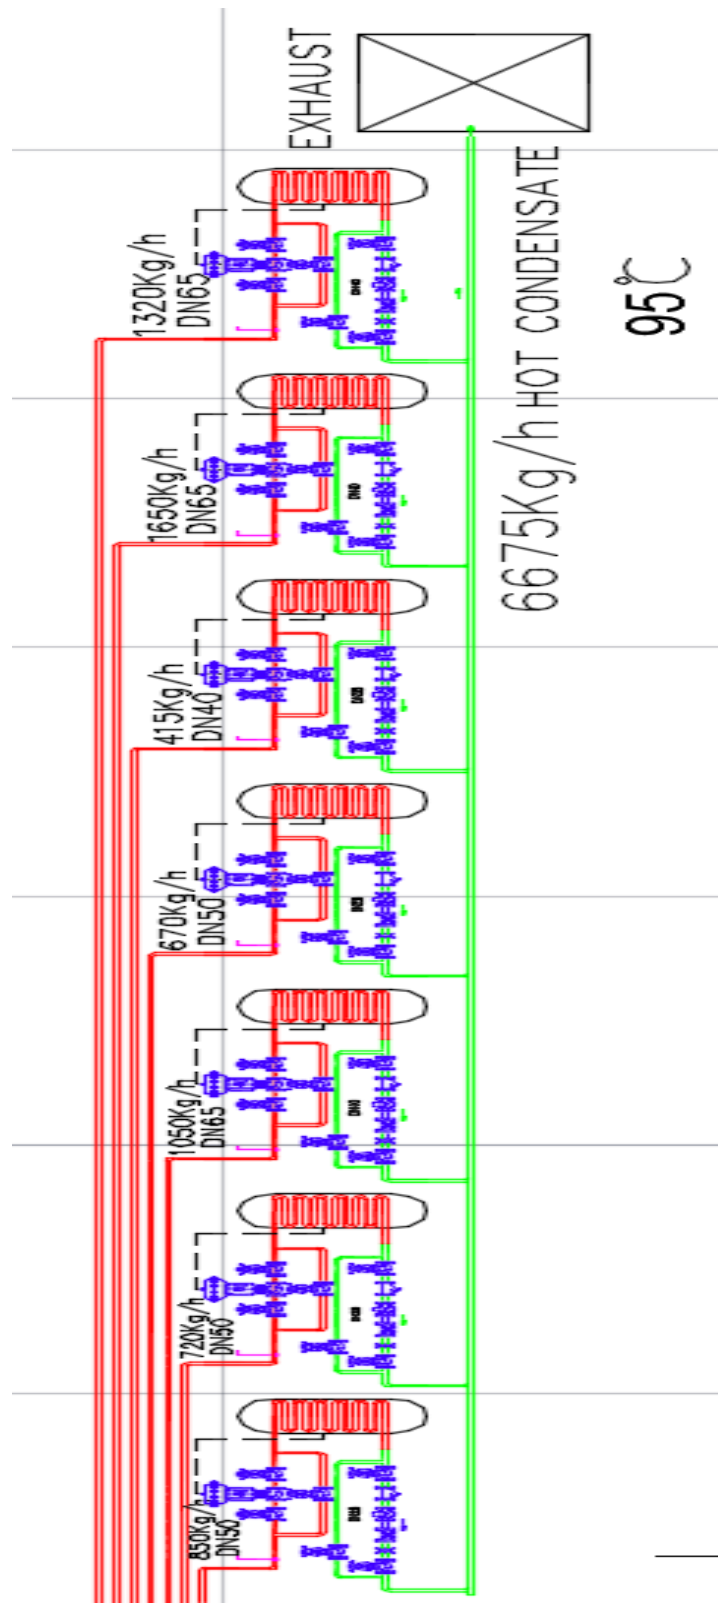 EXHAUST
1320Kg/h
DN65
6675Kg/h HOT CONDENSATE
95℃
1650Kg/h
DN65
415Kg/h
DN40
670Kg/h
DN50
1050Kg/h
DN65
720Kg/h
DN50
850Kg/h
DN50